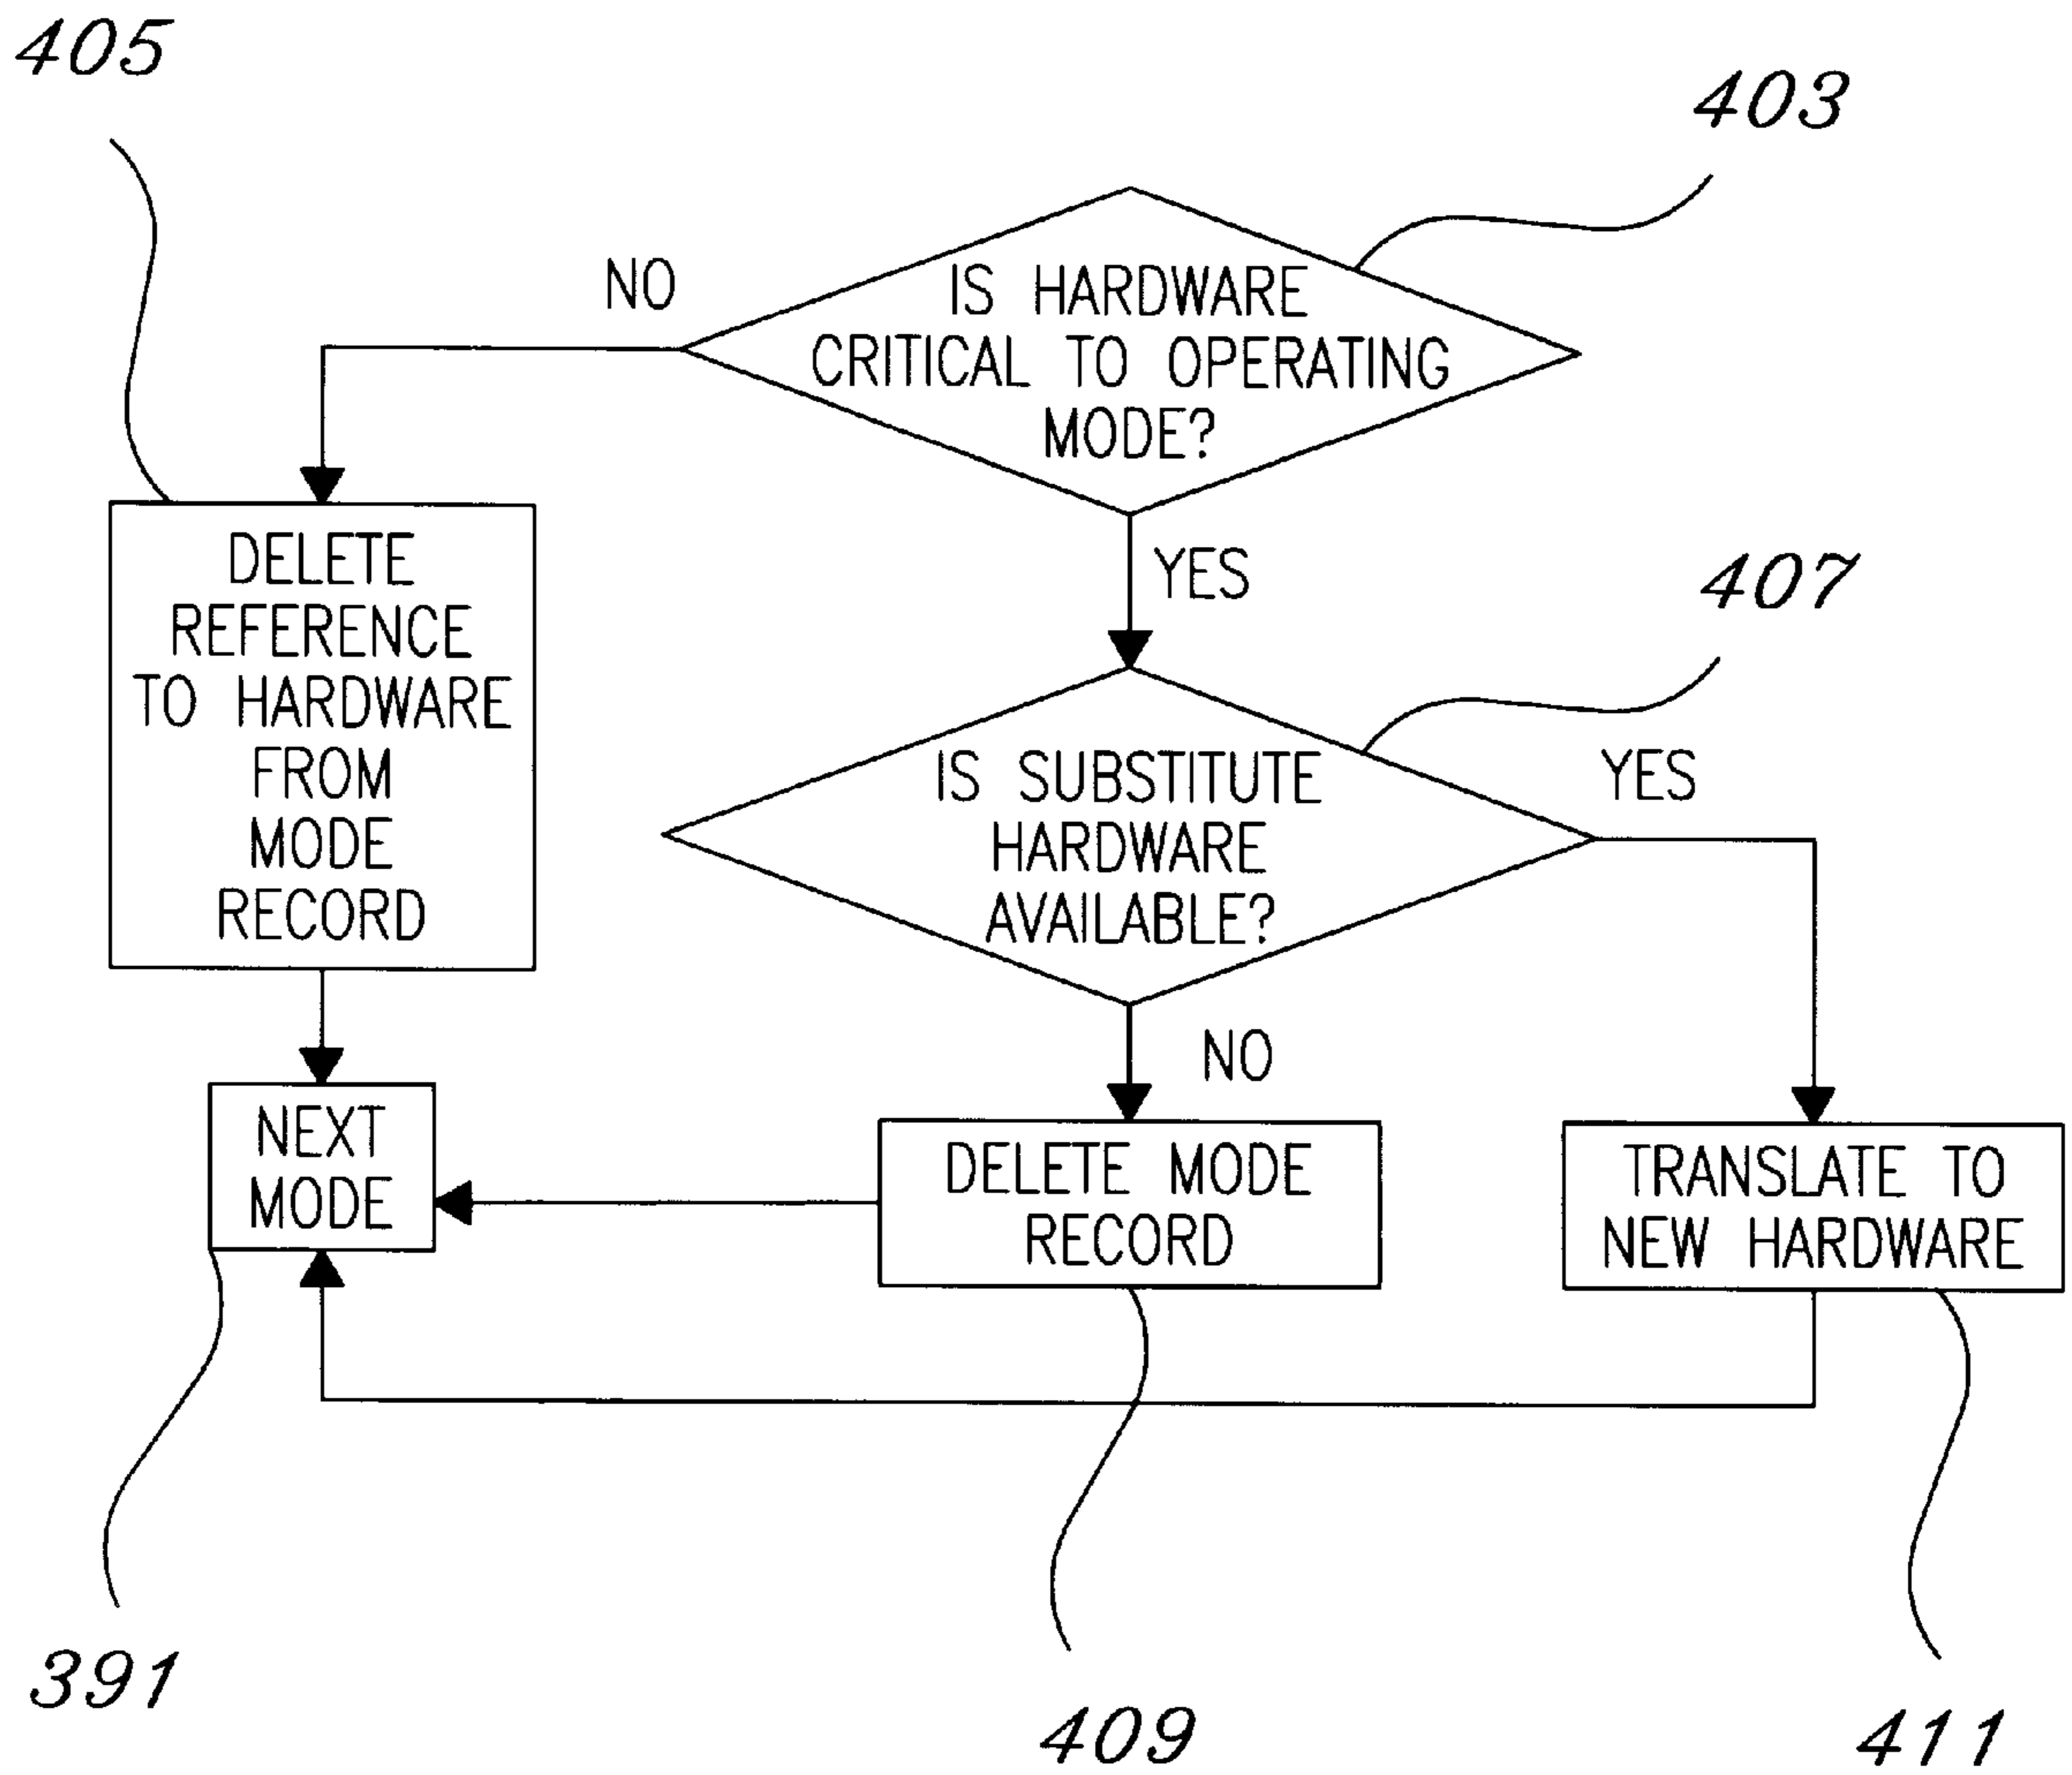 405
403
NO
IS HARDWARE
CRITICAL TO OPERATING
MODE?
DELETE
REFERENCE
TO HARDWARE
FROM
MODE
RECORD
YES
407
IS SUBSTITUTE
HARDWARE
AVAILABLE?
YES
NO
NEXT
MODE
DELETE MODE
RECORD
TRANSLATE TO
NEW HARDWARE
391
409
411